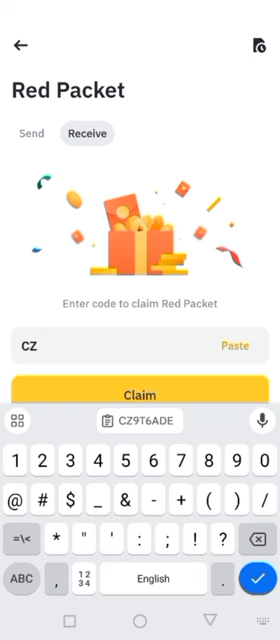 Red Packet
Send Receive
Enter code to claim Red Packet
CZ Paste
Claim
CZ9T6ADE
1 2 3 4 5 6 7 8 9 0
@ # $ _ & - + ( ) /
=\< * " ' : ; ! ?
ABC , 12 34 English .